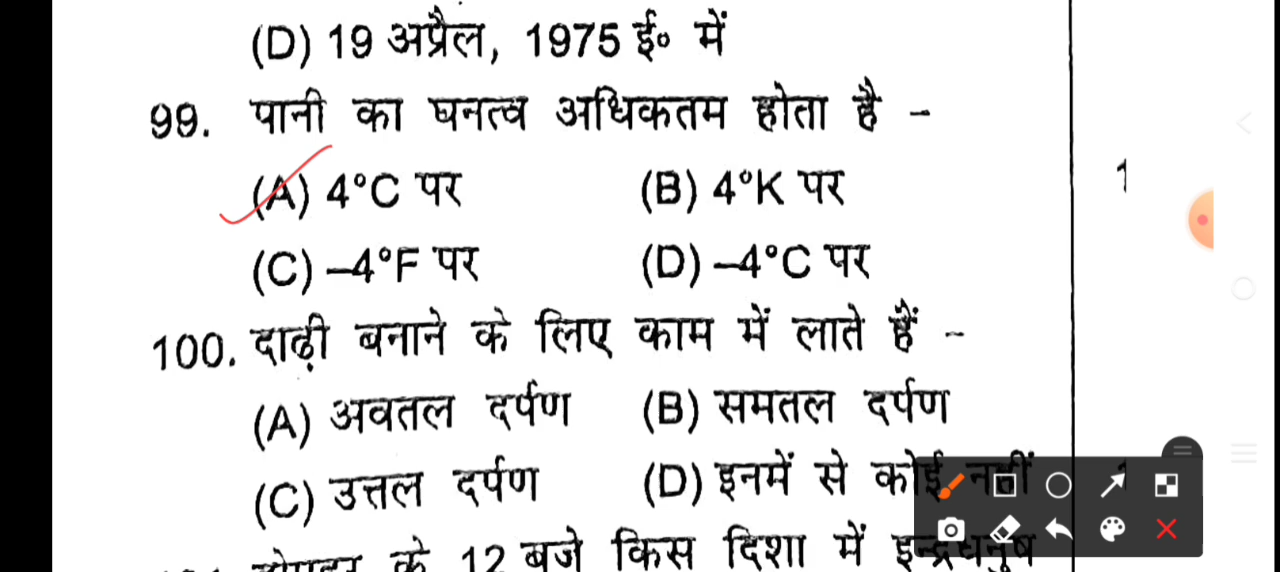 (D) 19 अप्रैल, 1975 ई० में
99. पानी का घनत्व अधिकतम होता है –
(A) 4°C पर (B) 4°K पर
(C) –4°F पर (D) –4°C पर
100. दाढ़ी बनाने के लिए काम में लाते हैं –
(A) अवतल दर्पण (B) समतल दर्पण
(C) उत्तल दर्पण (D) इनमें से कोई नहीं
के 12 बजे किस दिशा में इन्द्रधनुष